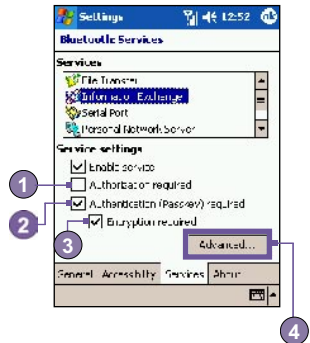 Settings 12:52 ok
Bluetooth Services
Services
File Transfer
Information Exchange
Serial Port
Personal Network Server
Service settings
Enable service
1 Authorization required
2 Authentication (Passkey) required
3 Encryption required
Advanced...
General Accessibility Services About
4